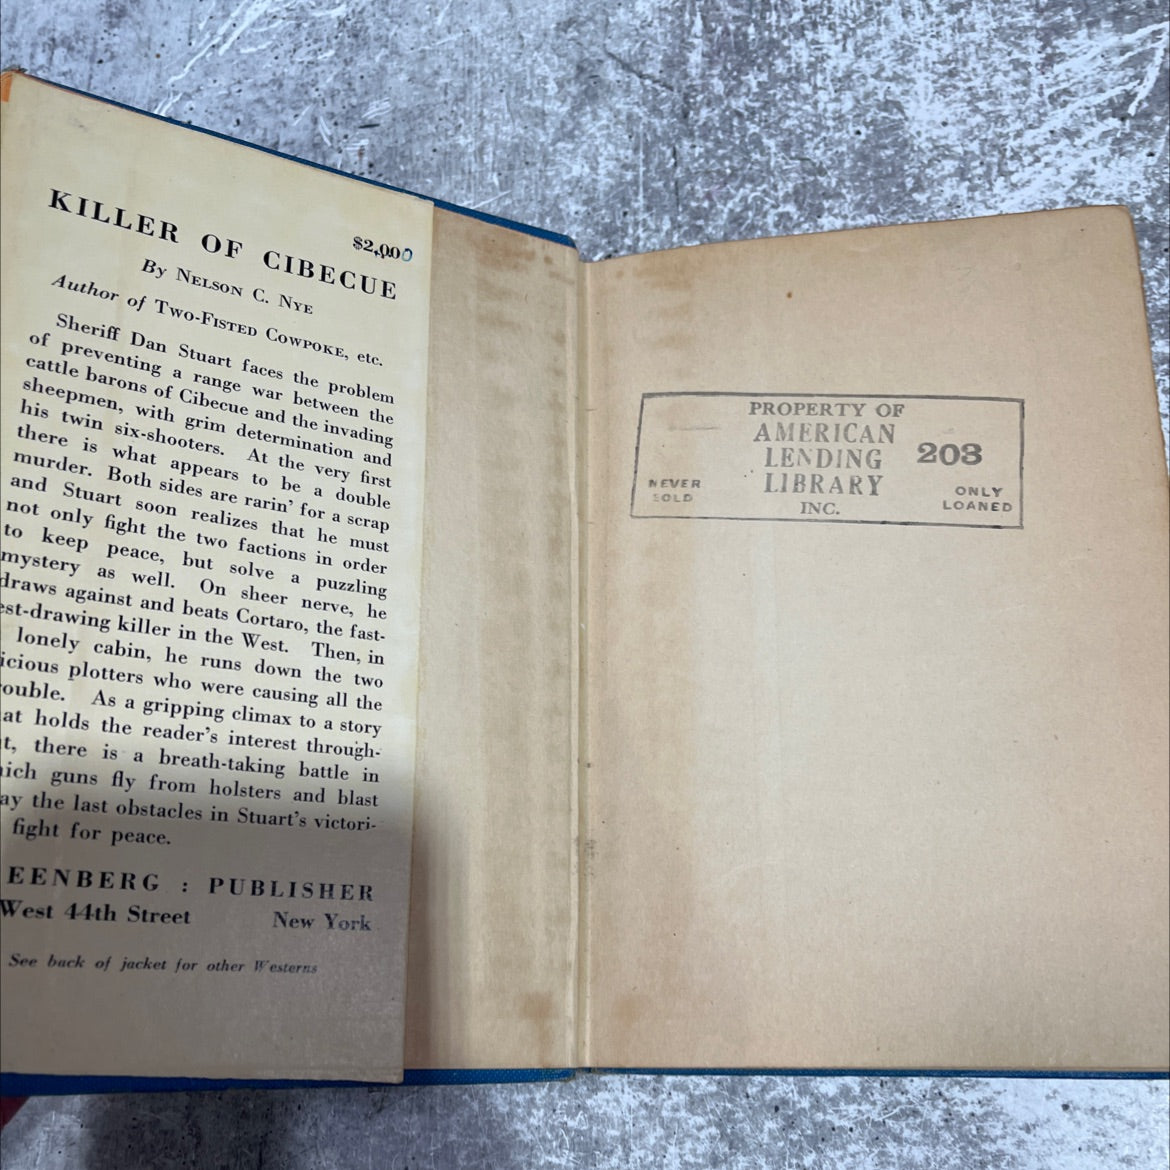 KILLER OF CIBECUE
$2.00
By NELSON C. NYE
Author of TWO-FISTED COWPOKE, etc.
Sheriff Dan Stuart faces the problem
of preventing a range war between the
cattle barons of Cibecue and the invading
sheepmen, with grim determination and
his twin six-shooters. At the very first
there is what appears to be a double
murder. Both sides are rarin' for a scrap
and Stuart soon realizes that he must
not only fight the two factions in order
to keep peace, but solve a puzzling
mystery as well. On sheer nerve, he
draws against and beats Cortaro, the fast-
est-drawing killer in the West. Then, in
lonely cabin, he runs down the two
icious plotters who were causing all the
rouble. As a gripping climax to a story
at holds the reader's interest through-
t, there is a breath-taking battle in
hich guns fly from holsters and blast
ay the last obstacles in Stuart's victori-
fight for peace.
EENBERG : PUBLISHER
West 44th Street New York
See back of jacket for other Westerns
PROPERTY OF
AMERICAN
LENDING
LIBRARY
INC.
203
NEVER
SOLD
ONLY
LOANED